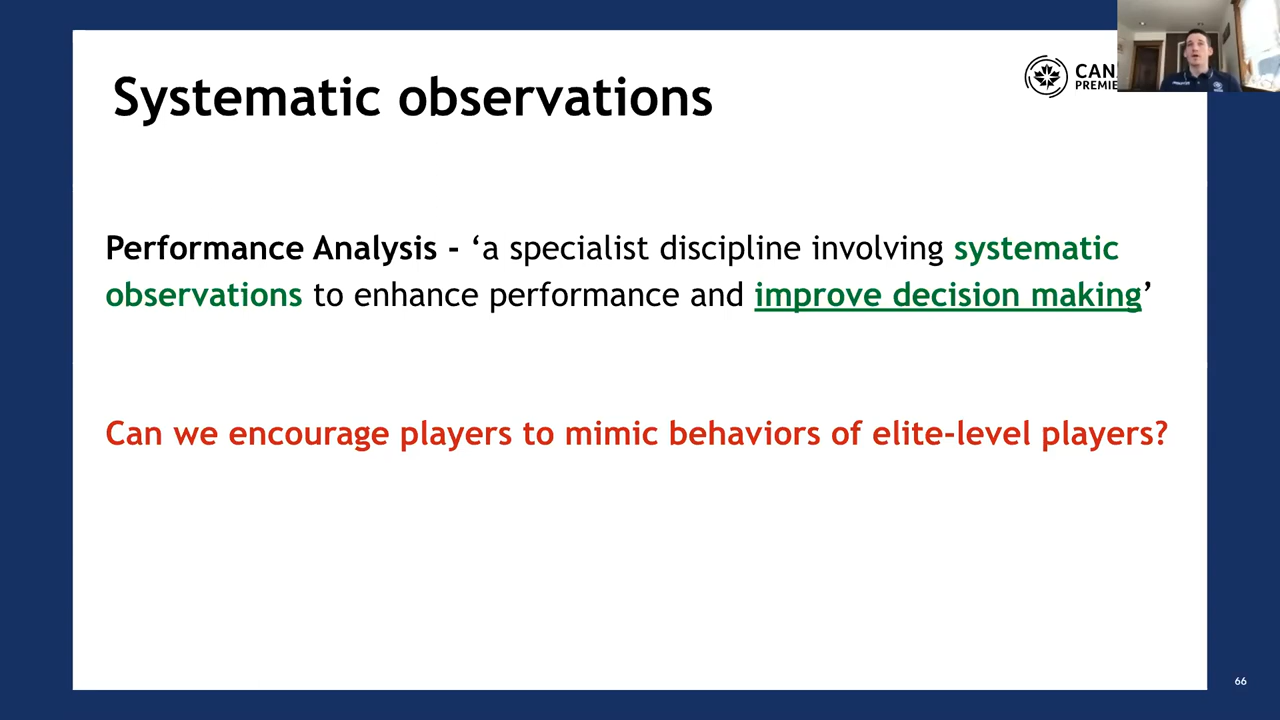 Systematic observations
CAN
PREMIE
Performance Analysis - ‘a specialist discipline involving systematic
observations to enhance performance and improve decision making’
Can we encourage players to mimic behaviors of elite-level players?
66